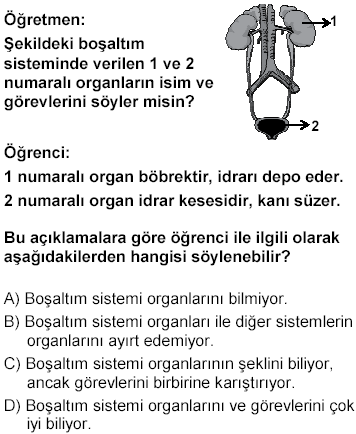 Öğretmen:
Şekildeki boşaltım
sisteminde verilen 1 ve 2
numaralı organların isim ve
görevlerini söyler misin?
1
2
Öğrenci:
1 numaralı organ böbrektir, idrarı depo eder.
2 numaralı organ idrar kesesidir, kanı süzer.
Bu açıklamalara göre öğrenci ile ilgili olarak
aşağıdakilerden hangisi söylenebilir?
A) Boşaltım sistemi organlarını bilmiyor.
B) Boşaltım sistemi organları ile diğer sistemlerin
organlarını ayırt edemiyor.
C) Boşaltım sistemi organlarının şeklini biliyor,
ancak görevlerini birbirine karıştırıyor.
D) Boşaltım sistemi organlarını ve görevlerini çok
iyi biliyor.